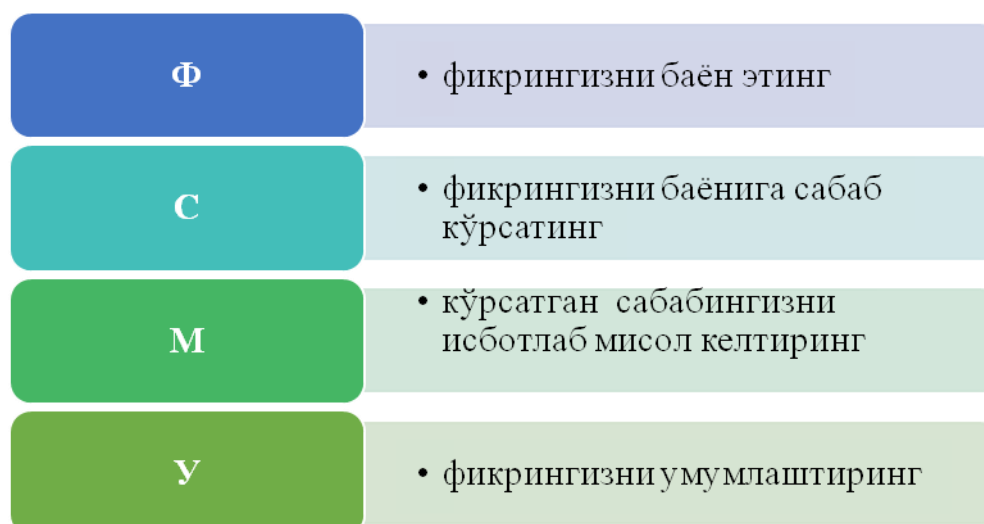 Ф
• фикрингизни баён этинг
С
• фикрингизни баёнига сабаб
кўрсатинг
М
• кўрсатган сабабингизни
исботлаб мисол келтиринг
У
• фикрингизни умумлаштиринг